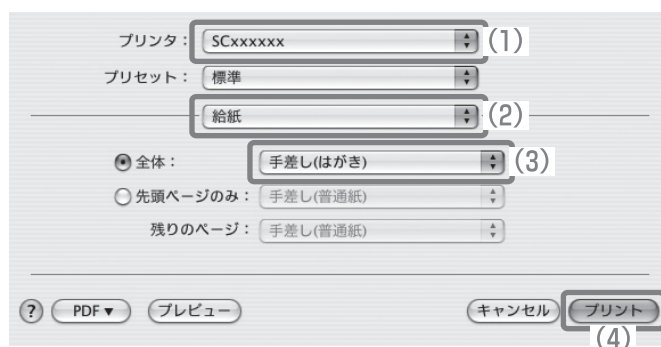 プリンタ： SCxxxxxx (1)
プリセット： 標準
給紙 (2)
全体： 手差し(はがき) (3)
先頭ページのみ： 手差し(普通紙)
残りのページ： 手差し(普通紙)
? PDF▼ プレビュー キャンセル プリント
(4)